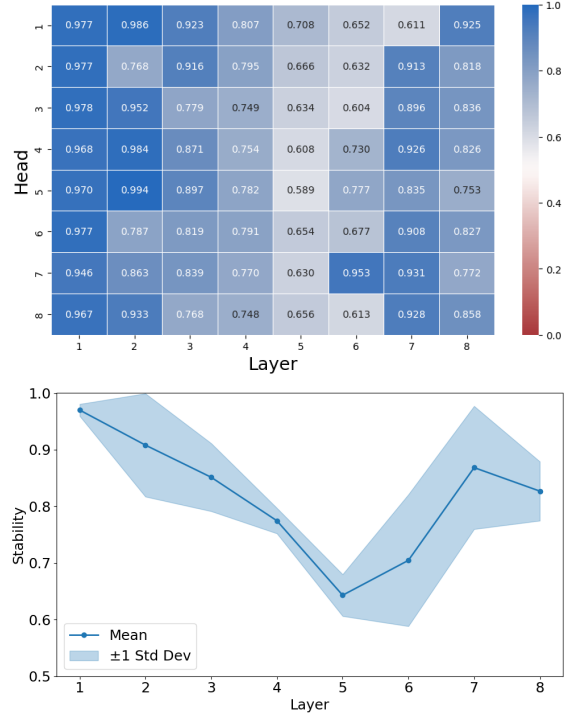 1 0.977 0.986 0.923 0.807 0.708 0.652 0.611 0.925 1.0
2 0.977 0.768 0.916 0.795 0.666 0.632 0.913 0.818 0.8
3 0.978 0.952 0.779 0.749 0.634 0.604 0.896 0.836
4 0.968 0.984 0.871 0.754 0.608 0.730 0.926 0.826 0.6
Head
5 0.970 0.994 0.897 0.782 0.589 0.777 0.835 0.753 0.4
6 0.977 0.787 0.819 0.791 0.654 0.677 0.908 0.827
7 0.946 0.863 0.839 0.770 0.630 0.953 0.931 0.772 0.2
8 0.967 0.933 0.768 0.748 0.656 0.613 0.928 0.858 0.0
1 2 3 4 5 6 7 8
Layer
1.0
0.9
0.8
Stability
0.7
0.6
0.5
Mean
±1 Std Dev
1 2 3 4 5 6 7 8
Layer